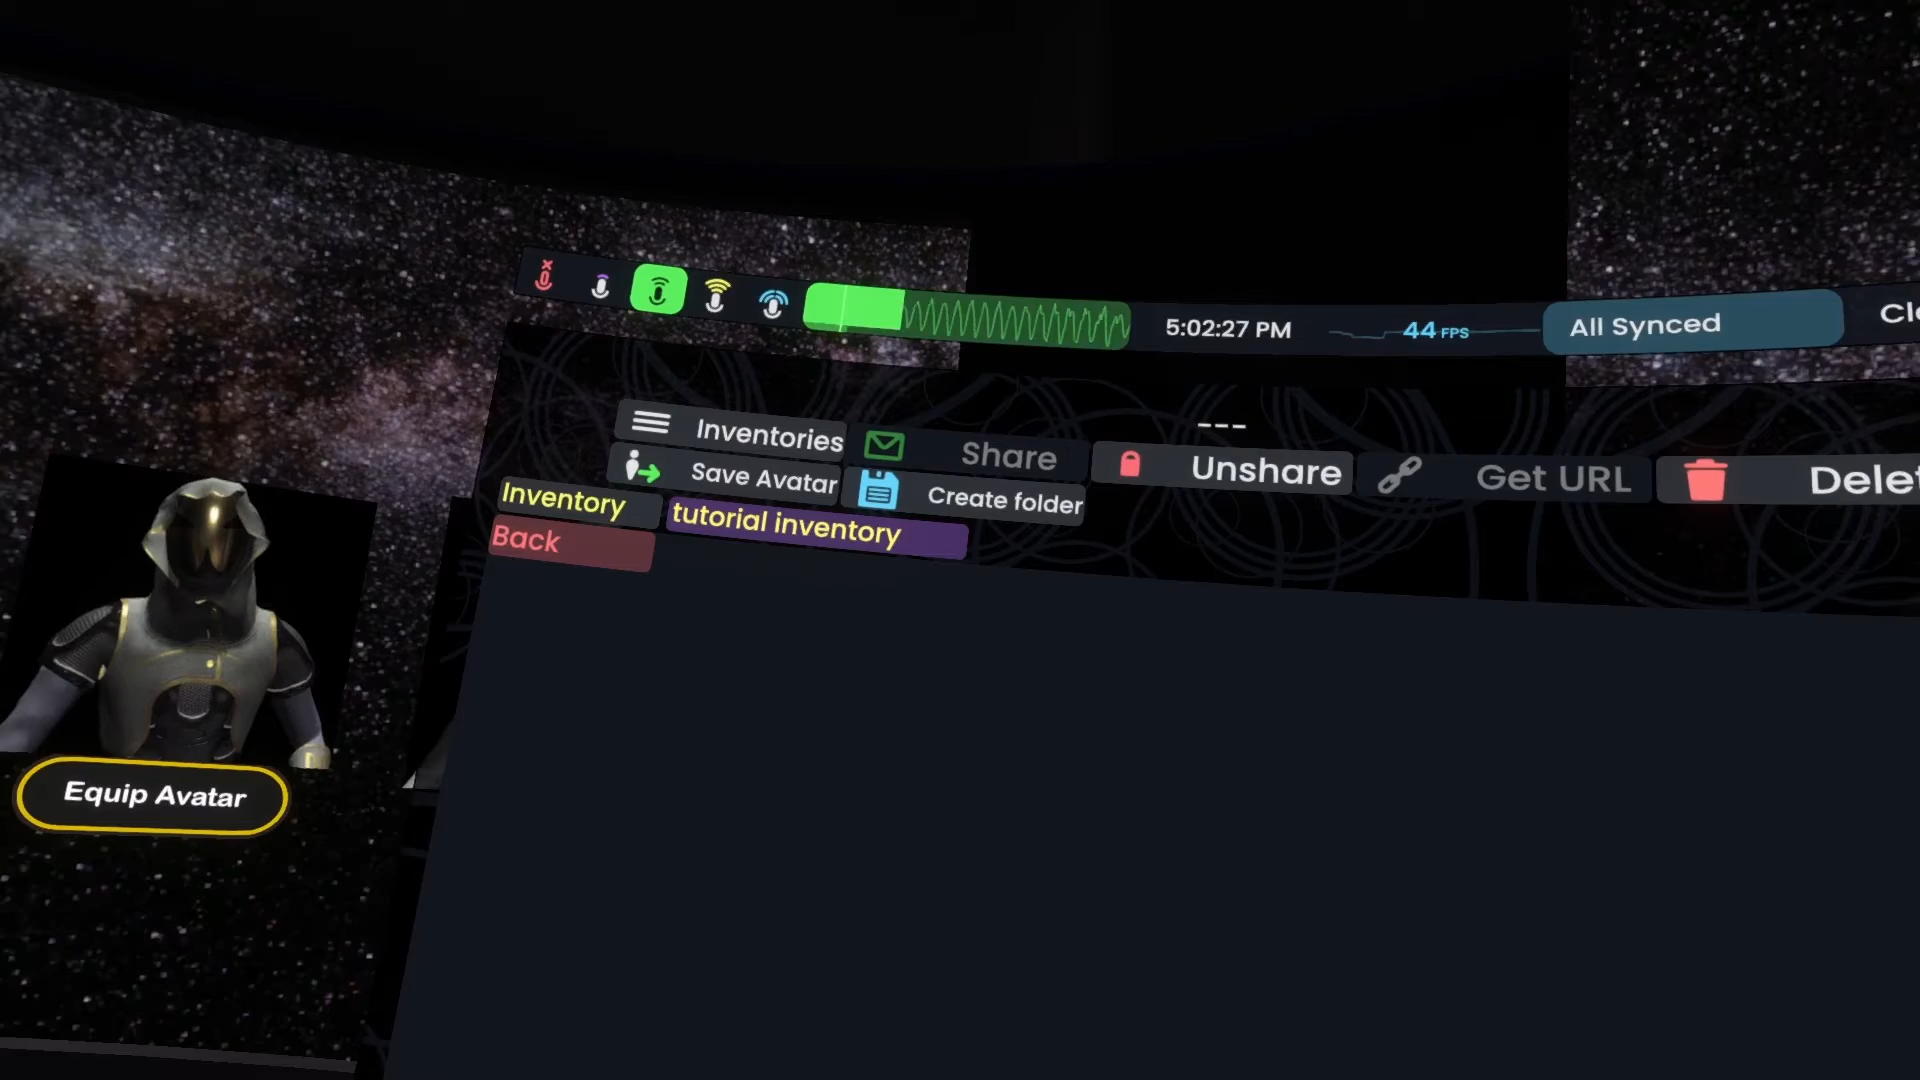 5:02:27 PM
44 FPS
All Synced
---
Inventories
Share
Unshare
Get URL
Save Avatar
Create folder
Inventory
tutorial inventory
Back
Equip Avatar